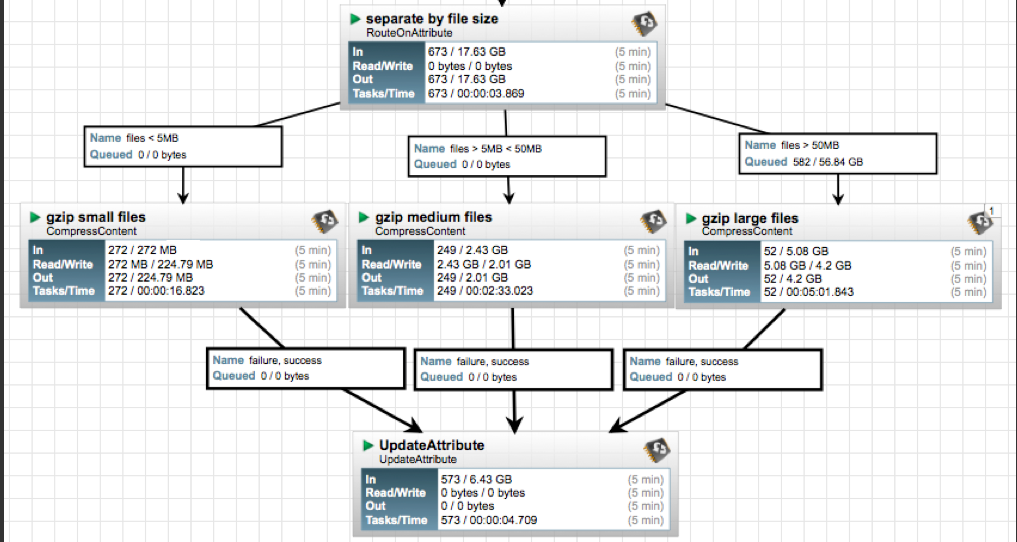 separate by file size
RouteOnAttribute
In 673 / 17.63 GB (5 min)
Read/Write 0 bytes / 0 bytes (5 min)
Out 673 / 17.63 GB (5 min)
Tasks/Time 673 / 00:00:03.869 (5 min)
Name files < 5MB
Queued 0 / 0 bytes
Name files > 5MB < 50MB
Queued 0 / 0 bytes
Name files > 50MB
Queued 582 / 56.84 GB
gzip small files
CompressContent
In 272 / 272 MB (5 min)
Read/Write 272 MB / 224.79 MB (5 min)
Out 272 / 224.79 MB (5 min)
Tasks/Time 272 / 00:00:16.823 (5 min)
gzip medium files
CompressContent
In 249 / 2.43 GB (5 min)
Read/Write 2.43 GB / 2.01 GB (5 min)
Out 249 / 2.01 GB (5 min)
Tasks/Time 249 / 00:02:33.023 (5 min)
1
gzip large files
CompressContent
In 52 / 5.08 GB (5 min)
Read/Write 5.08 GB / 4.2 GB (5 min)
Out 52 / 4.2 GB (5 min)
Tasks/Time 52 / 00:05:01.843 (5 min)
Name failure, success
Queued 0 / 0 bytes
Name failure, success
Queued 0 / 0 bytes
Name failure, success
Queued 0 / 0 bytes
UpdateAttribute
UpdateAttribute
In 573 / 6.43 GB (5 min)
Read/Write 0 bytes / 0 bytes (5 min)
Out 0 / 0 bytes (5 min)
Tasks/Time 573 / 00:00:04.709 (5 min)